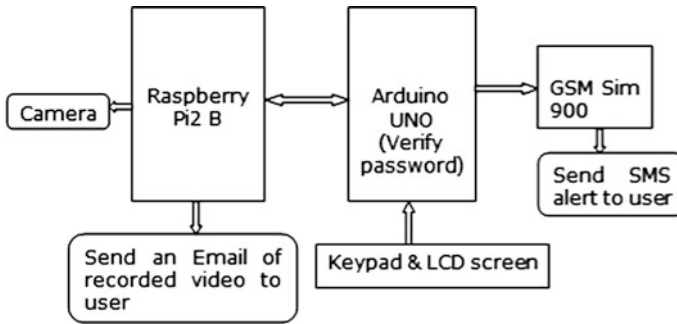 Camera
Raspberry
Pi2 B
Arduino
UNO
(Verify
password)
GSM Sim
900
Send SMS
alert to user
Send an Email of
recorded video to
user
Keypad & LCD screen